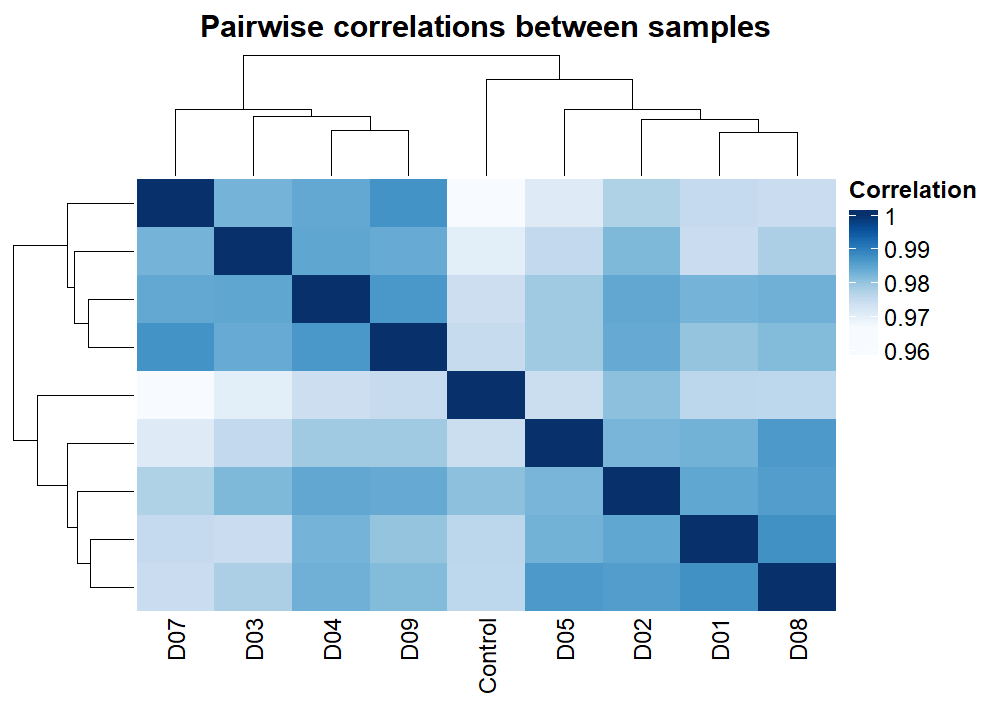 Pairwise correlations between samples
Correlation
1
0.99
0.98
0.97
0.96
D07
D03
D04
D09
Control
D05
D02
D01
D08